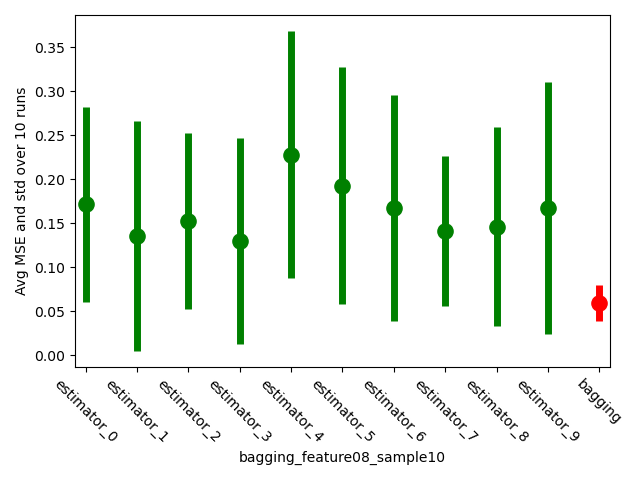 Avg MSE and std over 10 runs
0.35
0.30
0.25
0.20
0.15
0.10
0.05
0.00
estimator_0
estimator_1
estimator_2
estimator_3
estimator_4
estimator_5
estimator_6
estimator_7
estimator_8
estimator_9
bagging
bagging_feature08_sample10